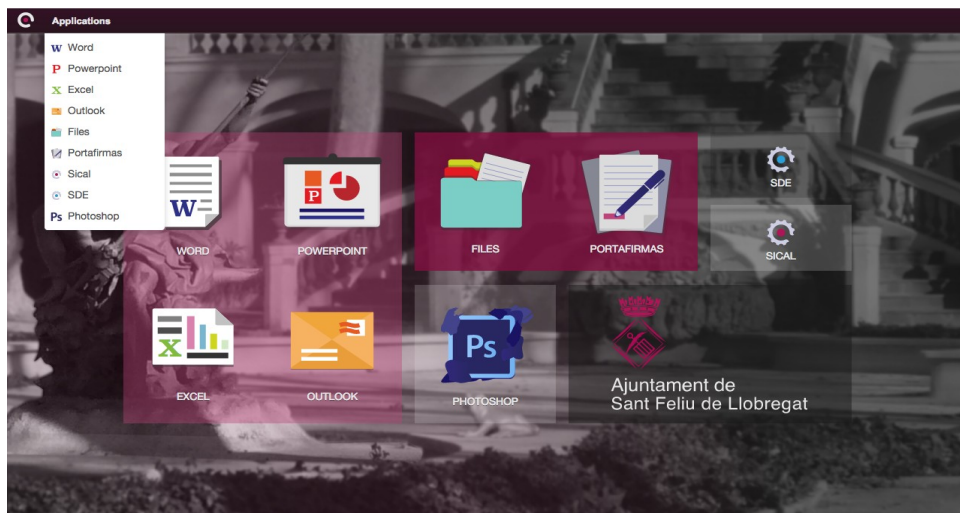 Applications
W Word
P Powerpoint
X Excel
Outlook
Files
Portafirmas
Sical
SDE
Ps Photoshop
W
WORD
P
POWERPOINT
FILES
PORTAFIRMAS
SDE
SICAL
X
EXCEL
OUTLOOK
Ps
PHOTOSHOP
Ajuntament de
Sant Feliu de Llobregat